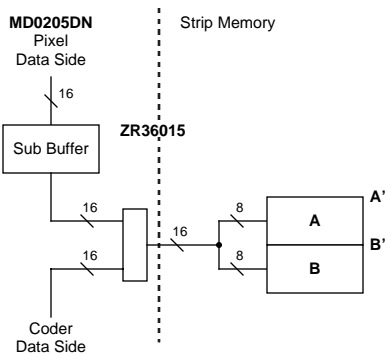 MD0205DN
Pixel
Data Side
Strip Memory
16
ZR36015
Sub Buffer
16
16
16
8
8
A
B
A'
B'
Coder
Data Side